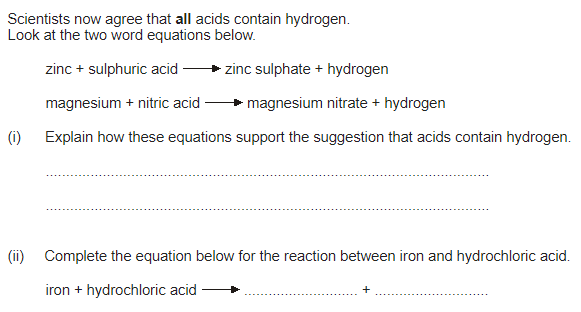 Scientists now agree that all acids contain hydrogen.
Look at the two word equations below.
zinc + sulphuric acid → zinc sulphate + hydrogen
magnesium + nitric acid → magnesium nitrate + hydrogen
(i) Explain how these equations support the suggestion that acids contain hydrogen.
................................................................................
................................................................................
(ii) Complete the equation below for the reaction between iron and hydrochloric acid.
iron + hydrochloric acid → ............................ + ............................